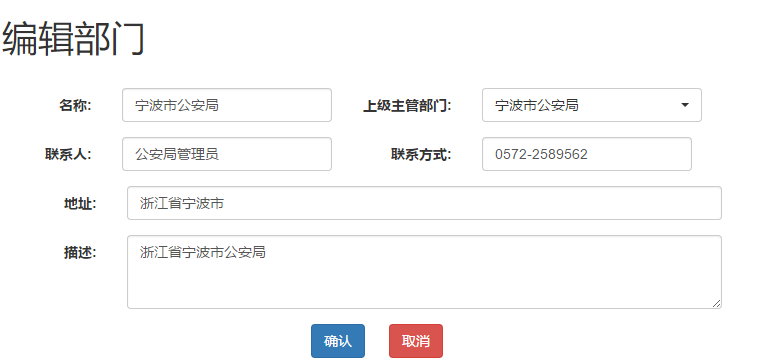 编辑部门
名称: 宁波市公安局 上级主管部门: 宁波市公安局
联系人: 公安局管理员 联系方式: 0572-2589562
地址: 浙江省宁波市
描述: 浙江省宁波市公安局
确认 取消